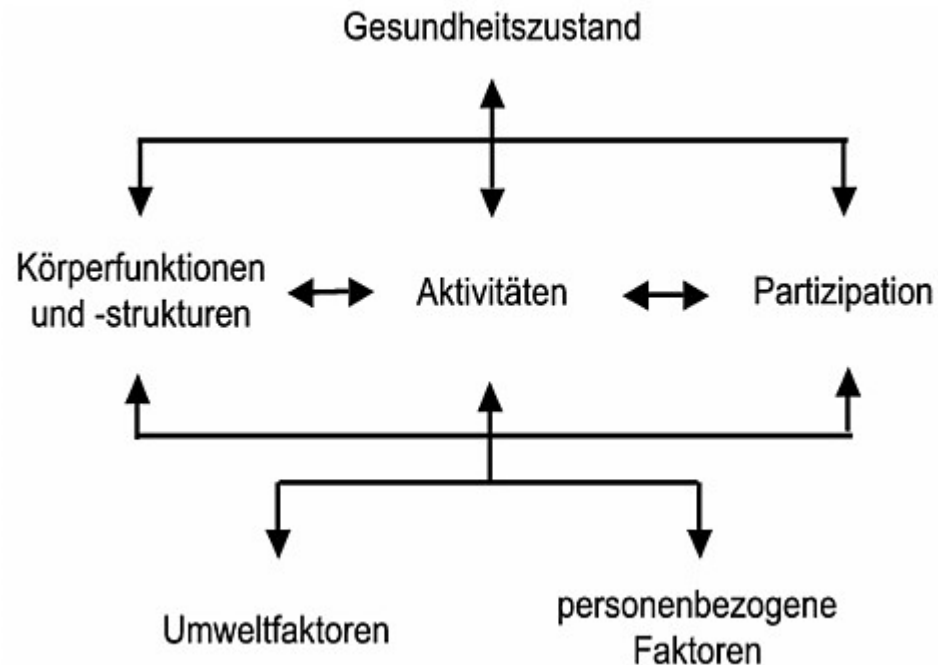 Gesundheitszustand
Körperfunktionen
und -strukturen
Aktivitäten
Partizipation
Umweltfaktoren
personenbezogene
Faktoren